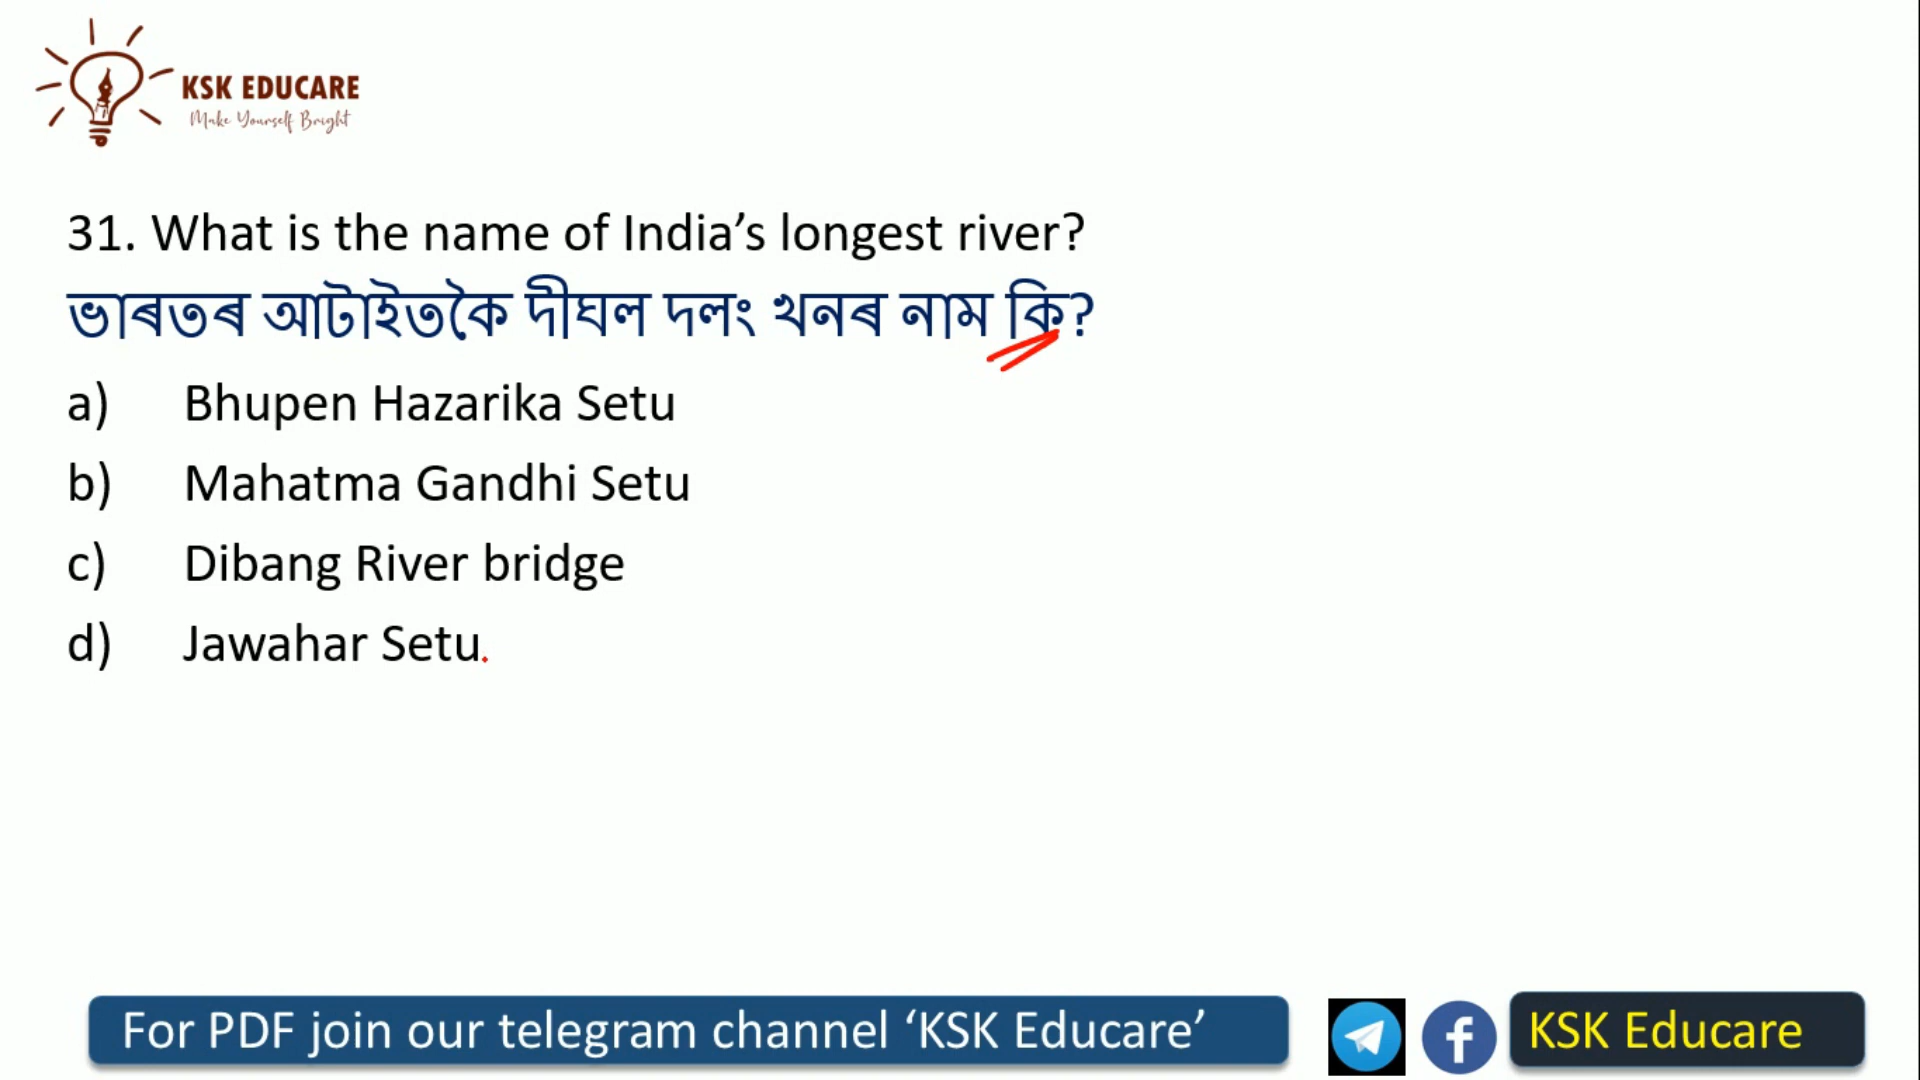 KSK EDUCARE
Make Yourself Bright
31. What is the name of India’s longest river?
ভাৰতৰ আটাইতকৈ দীঘল দলং খনৰ নাম কি?
a) Bhupen Hazarika Setu
b) Mahatma Gandhi Setu
c) Dibang River bridge
d) Jawahar Setu.
For PDF join our telegram channel ‘KSK Educare’
KSK Educare